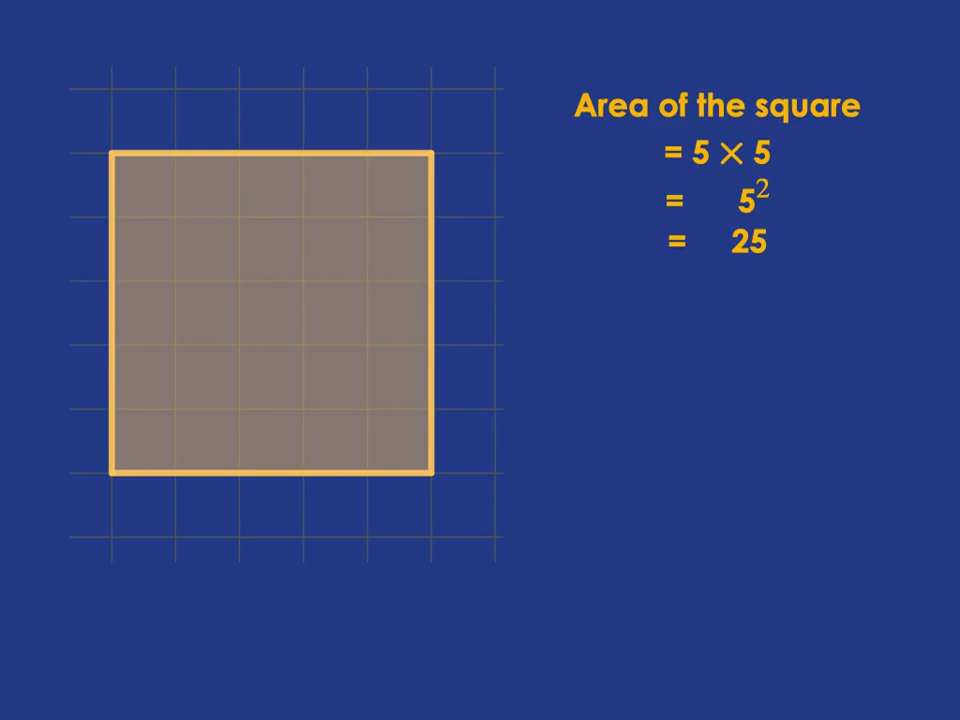 Area of the square
= 5 × 5
= 5²
= 25